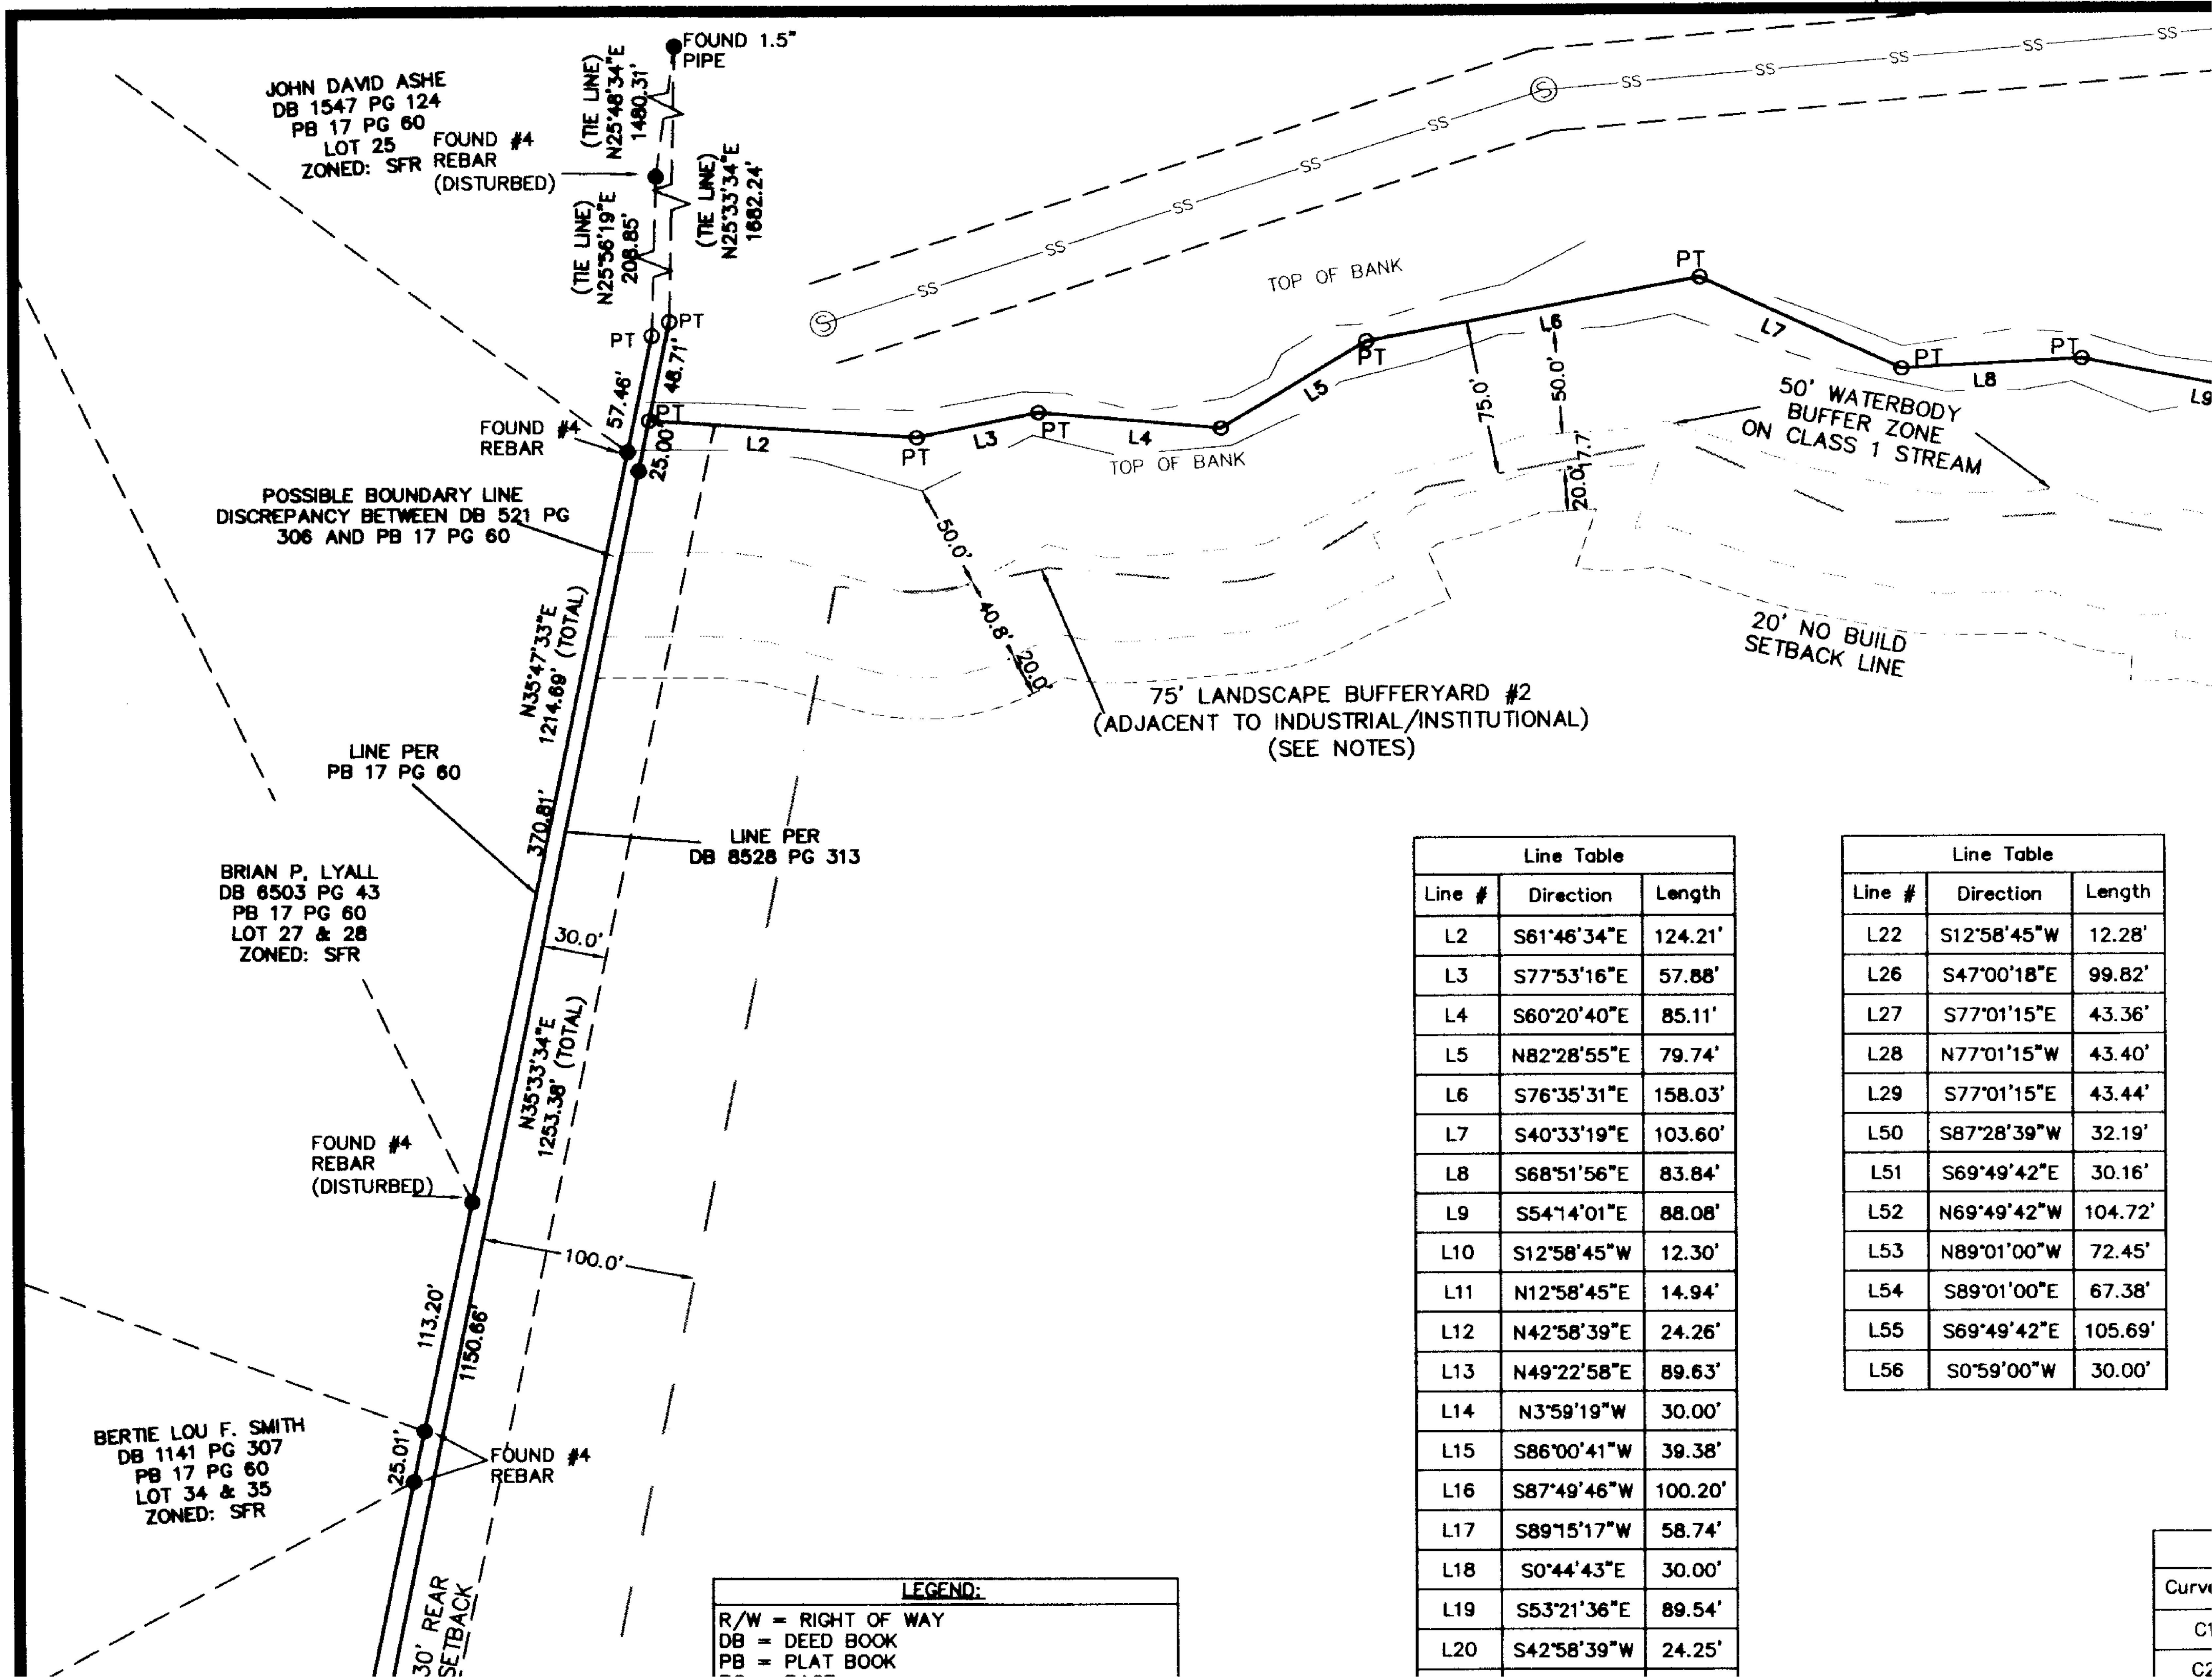 FOUND 1.5"
PIPE
(TIE LINE)
N25°48'34"E
1480.31'
JOHN DAVID ASHE
DB 1547 PG 124
PB 17 PG 60
LOT 25
ZONED: SFR
FOUND #4
REBAR
(DISTURBED)
(TIE LINE)
N25°33'34"E
1682.24'
(TIE LINE)
N25°56'19"E
208.85'
SS SS SS SS SS SS SS SS SS SS
S
S
TOP OF BANK
PT
PT
PT
48.71'
57.46'
PT
25.00'
FOUND #4
REBAR
L2
PT
L3
PT
L4
L5
PT
L6
L7
PT
L8
PT
L9
TOP OF BANK
75.0'
50.0'
17.7'
20.0'
50' WATERBODY
BUFFER ZONE
ON CLASS 1 STREAM
POSSIBLE BOUNDARY LINE
DISCREPANCY BETWEEN DB 521 PG
306 AND PB 17 PG 60
50.0'
40.8'
20.0'
20' NO BUILD
SETBACK LINE
75' LANDSCAPE BUFFERYARD #2
(ADJACENT TO INDUSTRIAL/INSTITUTIONAL)
(SEE NOTES)
N35°47'33"E
1214.69' (TOTAL)
LINE PER
PB 17 PG 60
370.81'
LINE PER
DB 8528 PG 313
BRIAN P. LYALL
DB 6503 PG 43
PB 17 PG 60
LOT 27 & 28
ZONED: SFR
30.0'
N35°33'34"E
1253.38' (TOTAL)
FOUND #4
REBAR
(DISTURBED)
100.0'
113.20'
1150.66'
BERTIE LOU F. SMITH
DB 1141 PG 307
PB 17 PG 60
LOT 34 & 35
ZONED: SFR
25.01'
FOUND #4
REBAR
30' REAR
SETBACK
LEGEND:
R/W = RIGHT OF WAY
DB = DEED BOOK
PB = PLAT BOOK
Line Table
Line # Direction Length
L2 S61°46'34"E 124.21'
L3 S77°53'16"E 57.88'
L4 S60°20'40"E 85.11'
L5 N82°28'55"E 79.74'
L6 S76°35'31"E 158.03'
L7 S40°33'19"E 103.60'
L8 S68°51'56"E 83.84'
L9 S54°14'01"E 88.08'
L10 S12°58'45"W 12.30'
L11 N12°58'45"E 14.94'
L12 N42°58'39"E 24.26'
L13 N49°22'58"E 89.63'
L14 N3°59'19"W 30.00'
L15 S86°00'41"W 39.38'
L16 S87°49'46"W 100.20'
L17 S89°15'17"W 58.74'
L18 S0°44'43"E 30.00'
L19 S53°21'36"E 89.54'
L20 S42°58'39"W 24.25'
Line Table
Line # Direction Length
L22 S12°58'45"W 12.28'
L26 S47°00'18"E 99.82'
L27 S77°01'15"E 43.36'
L28 N77°01'15"W 43.40'
L29 S77°01'15"E 43.44'
L50 S87°28'39"W 32.19'
L51 S69°49'42"E 30.16'
L52 N69°49'42"W 104.72'
L53 N89°01'00"W 72.45'
L54 S89°01'00"E 67.38'
L55 S69°49'42"E 105.69'
L56 S0°59'00"W 30.00'
Curve
C1
C2